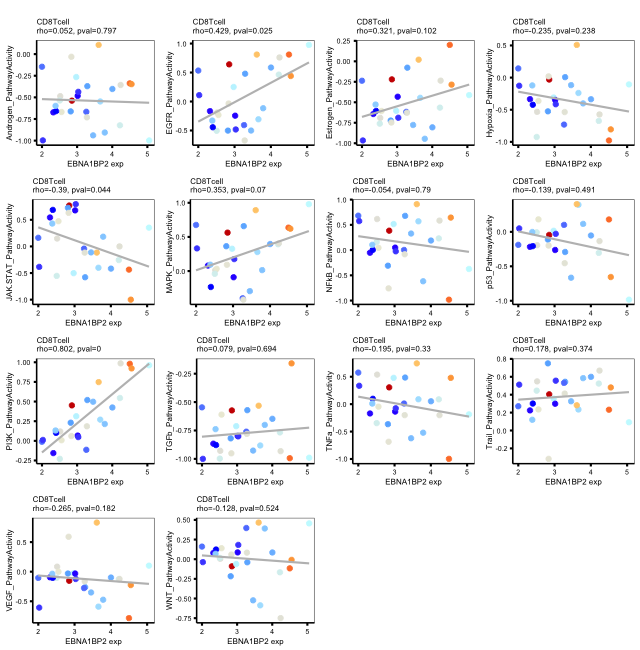 CD8Tcell
rho=0.052, pval=0.797
Androgen_PathwayActivity
0.00
-0.25
-0.50
-0.75
-1.00
2 3 4 5
EBNA1BP2 exp
CD8Tcell
rho=0.429, pval=0.025
EGFR_PathwayActivity
1.0
0.5
0.0
-0.5
2 3 4 5
EBNA1BP2 exp
CD8Tcell
rho=0.321, pval=0.102
Estrogen_PathwayActivity
0.25
0.00
-0.25
-0.50
-0.75
-1.00
2 3 4 5
EBNA1BP2 exp
CD8Tcell
rho=-0.235, pval=0.238
Hypoxia_PathwayActivity
0.5
0.0
-0.5
-1.0
2 3 4 5
EBNA1BP2 exp
CD8Tcell
rho=-0.39, pval=0.044
JAK.STAT_PathwayActivity
0.5
0.0
-0.5
-1.0
2 3 4 5
EBNA1BP2 exp
CD8Tcell
rho=0.353, pval=0.07
MAPK_PathwayActivity
1.0
0.5
0.0
2 3 4 5
EBNA1BP2 exp
CD8Tcell
rho=-0.054, pval=0.79
NFkB_PathwayActivity
1.0
0.5
0.0
-0.5
-1.0
2 3 4 5
EBNA1BP2 exp
CD8Tcell
rho=-0.139, pval=0.491
p53_PathwayActivity
0.5
0.0
-0.5
-1.0
2 3 4 5
EBNA1BP2 exp
CD8Tcell
rho=0.802, pval=0
PI3K_PathwayActivity
1.00
0.75
0.50
0.25
0.00
-0.25
2 3 4 5
EBNA1BP2 exp
CD8Tcell
rho=0.079, pval=0.694
TGFb_PathwayActivity
-0.25
-0.50
-0.75
-1.00
2 3 4 5
EBNA1BP2 exp
CD8Tcell
rho=-0.195, pval=0.33
TNFa_PathwayActivity
0.5
0.0
-0.5
-1.0
2 3 4 5
EBNA1BP2 exp
CD8Tcell
rho=0.178, pval=0.374
Trail_PathwayActivity
0.8
0.6
0.4
0.2
0.0
-0.2
2 3 4 5
EBNA1BP2 exp
CD8Tcell
rho=-0.265, pval=0.182
VEGF_PathwayActivity
0.5
0.0
-0.5
2 3 4 5
EBNA1BP2 exp
CD8Tcell
rho=-0.128, pval=0.524
WNT_PathwayActivity
0.50
0.25
0.00
-0.25
-0.50
-0.75
2 3 4 5
EBNA1BP2 exp